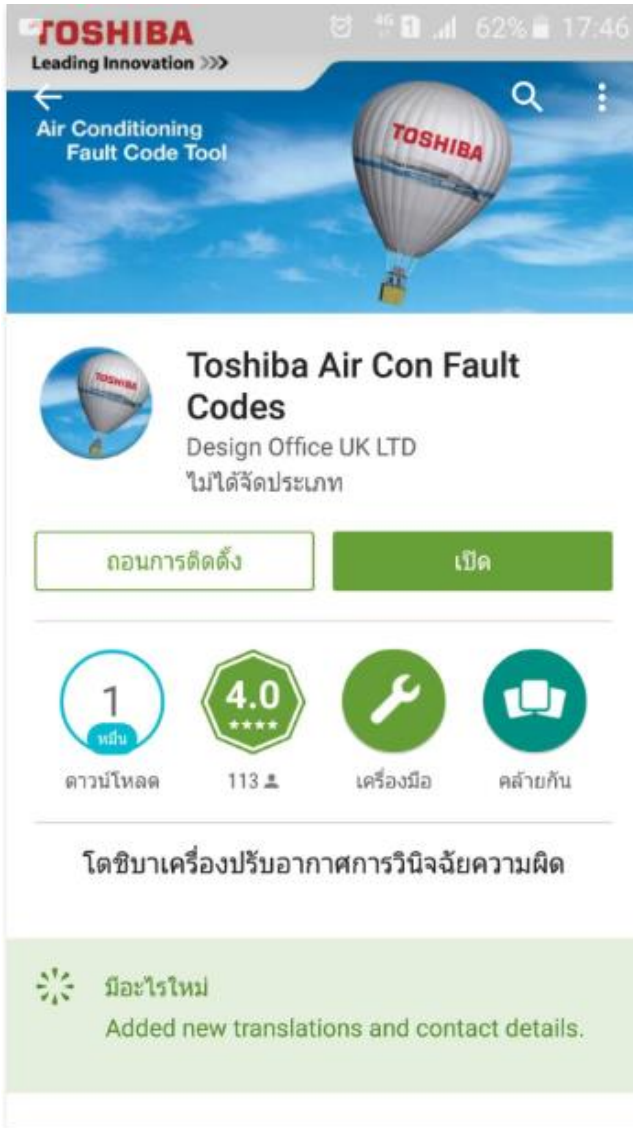 TOSHIBA
Leading Innovation >>>
4G 1 62% 17:46
Air Conditioning
Fault Code Tool
TOSHIBA
TOSHIBA
Toshiba Air Con Fault
Codes
Design Office UK LTD
ไม่ได้จัดประเภท
ถอนการติดตั้ง
เปิด
1
หมื่น
ดาวน์โหลด
4.0
113
เครื่องมือ
คล้ายกัน
โตชิบาเครื่องปรับอากาศการวินิจฉัยความผิด
มีอะไรใหม่
Added new translations and contact details.